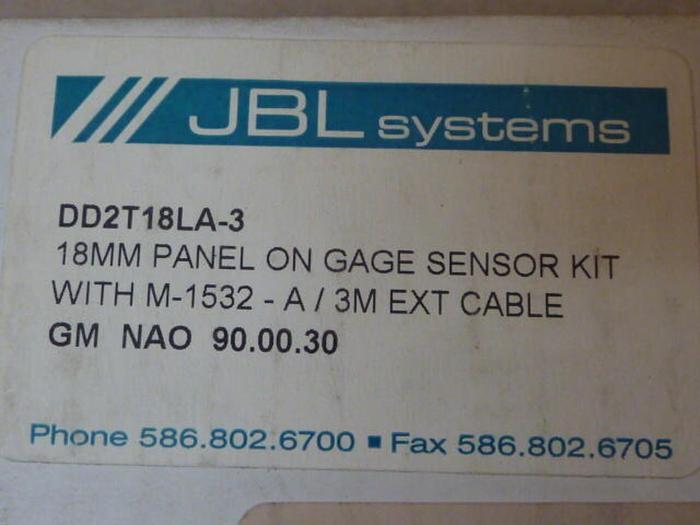 JBL systems
DD2T18LA-3
18MM PANEL ON GAGE SENSOR KIT
WITH M-1532 - A / 3M EXT CABLE
GM NAO 90.00.30
Phone 586.802.6700 ■ Fax 586.802.6705